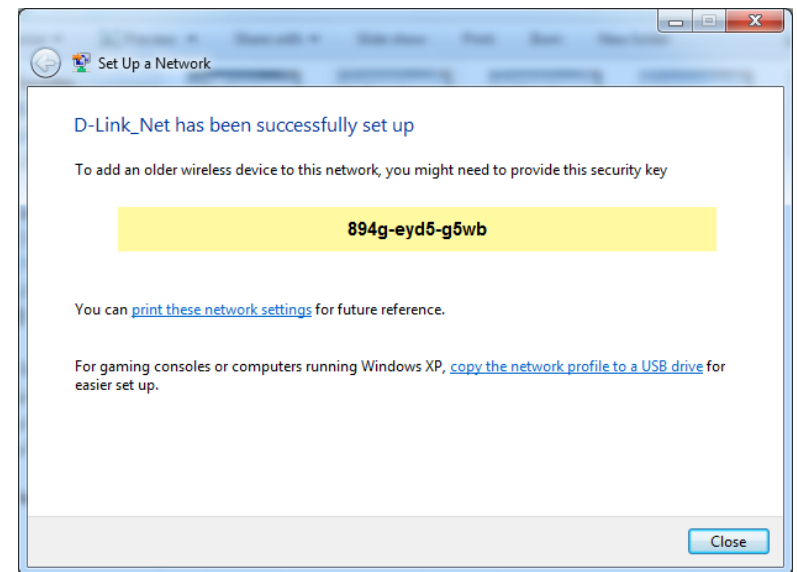 Set Up a Network
D-Link_Net has been successfully set up
To add an older wireless device to this network, you might need to provide this security key
894g-eyd5-g5wb
You can print these network settings for future reference.
For gaming consoles or computers running Windows XP, copy the network profile to a USB drive for
easier set up.
Close